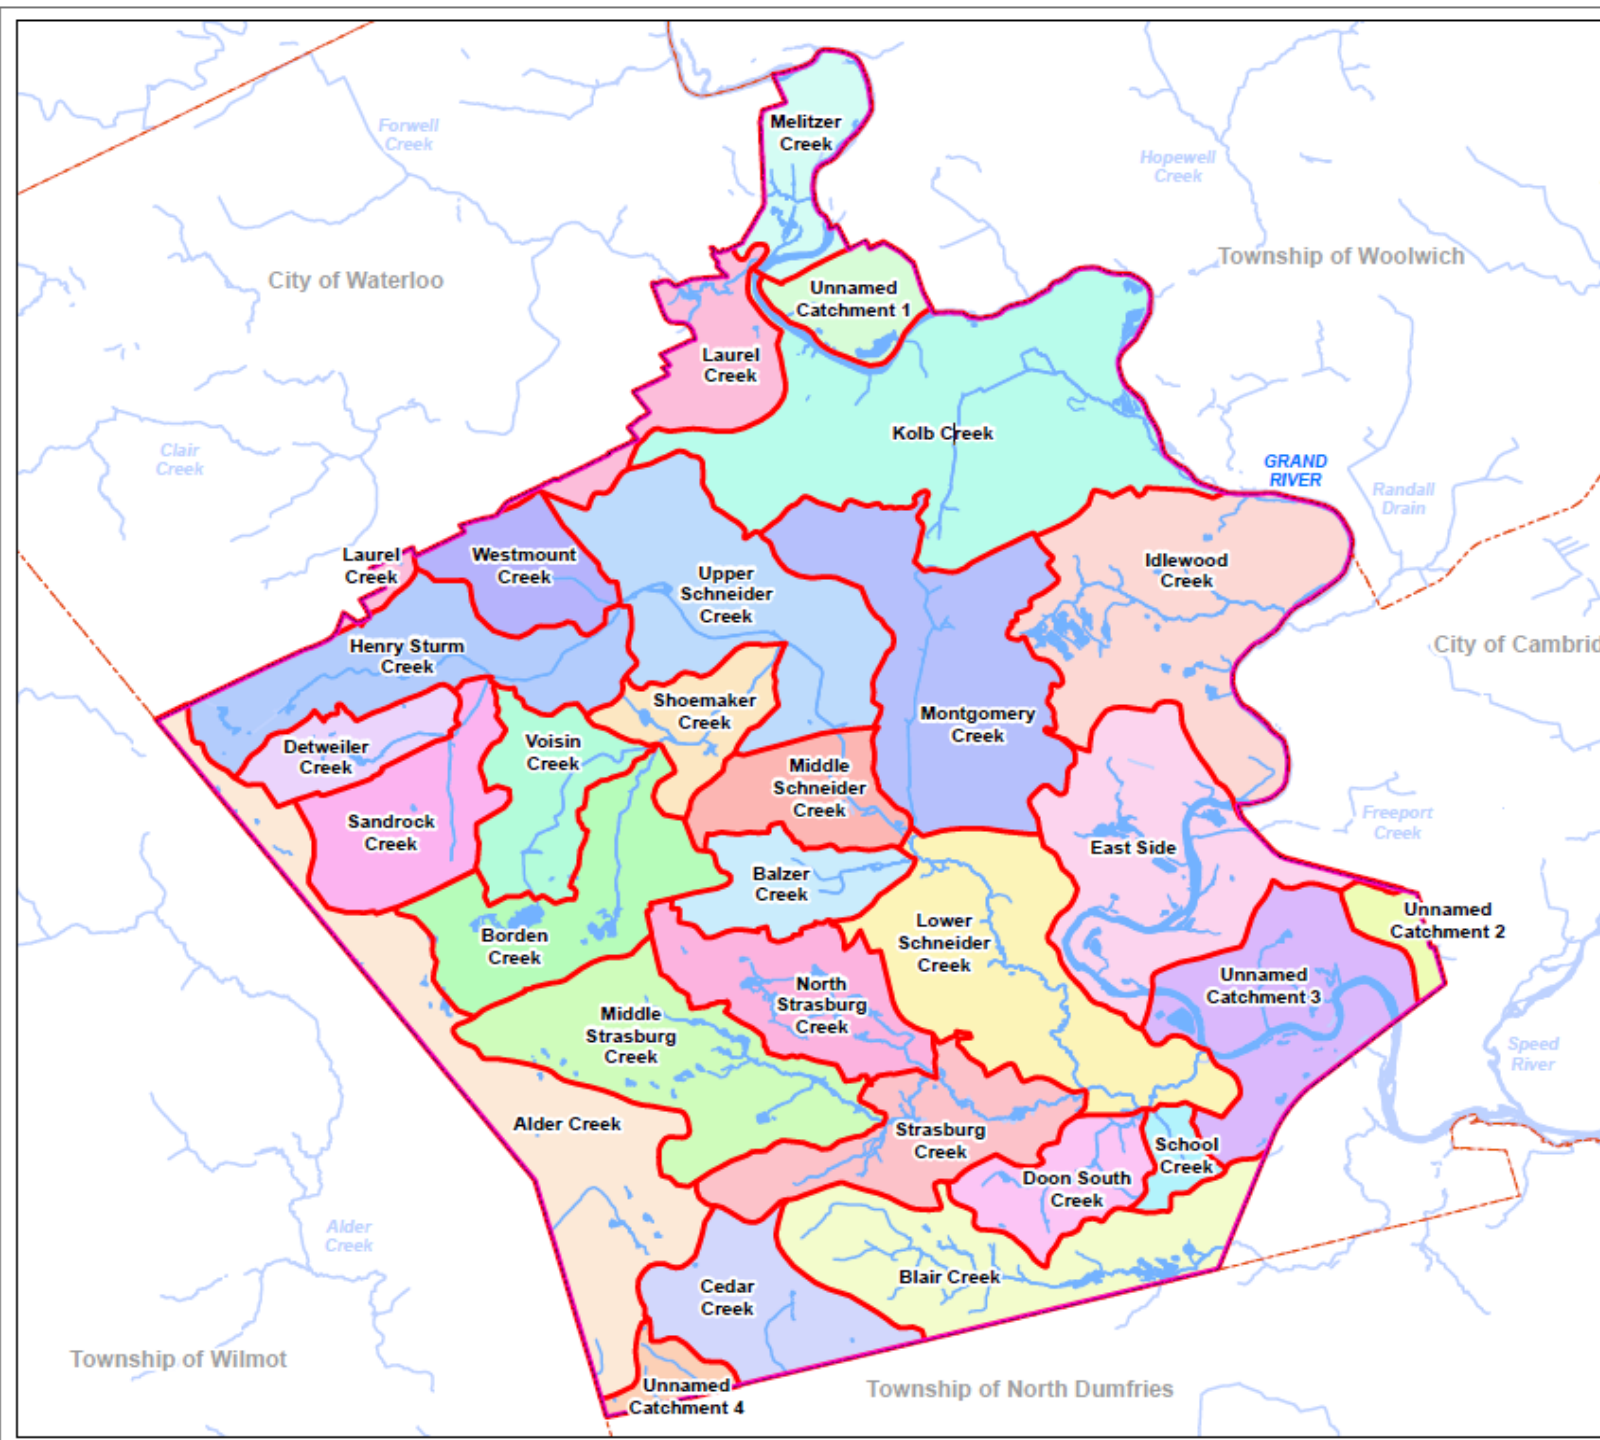 Melitzer
Creek
Forwell
Creek
Hopewell
Creek
Township of Woolwich
City of Waterloo
Unnamed
Catchment 1
Laurel
Creek
Kolb Creek
Clair
Creek
GRAND
RIVER
Randall
Drain
Laurel
Creek
Westmount
Creek
Upper
Schneider
Creek
Idlewood
Creek
City of Cambrid
Henry Sturm
Creek
Shoemaker
Creek
Montgomery
Creek
Detweiler
Creek
Voisin
Creek
Middle
Schneider
Creek
Sandrock
Creek
East Side
Freeport
Creek
Balzer
Creek
Unnamed
Catchment 2
Borden
Creek
Lower
Schneider
Creek
Unnamed
Catchment 3
North
Strasburg
Creek
Middle
Strasburg
Creek
Speed
River
Alder Creek
Strasburg
Creek
School
Creek
Doon South
Creek
Alder
Creek
Blair Creek
Cedar
Creek
Township of Wilmot
Unnamed
Catchment 4
Township of North Dumfries